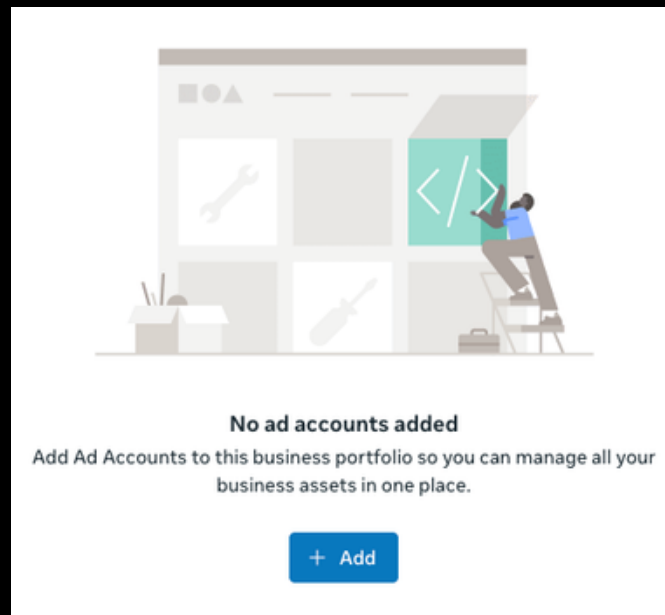 No ad accounts added
Add Ad Accounts to this business portfolio so you can manage all your
business assets in one place.
+ Add